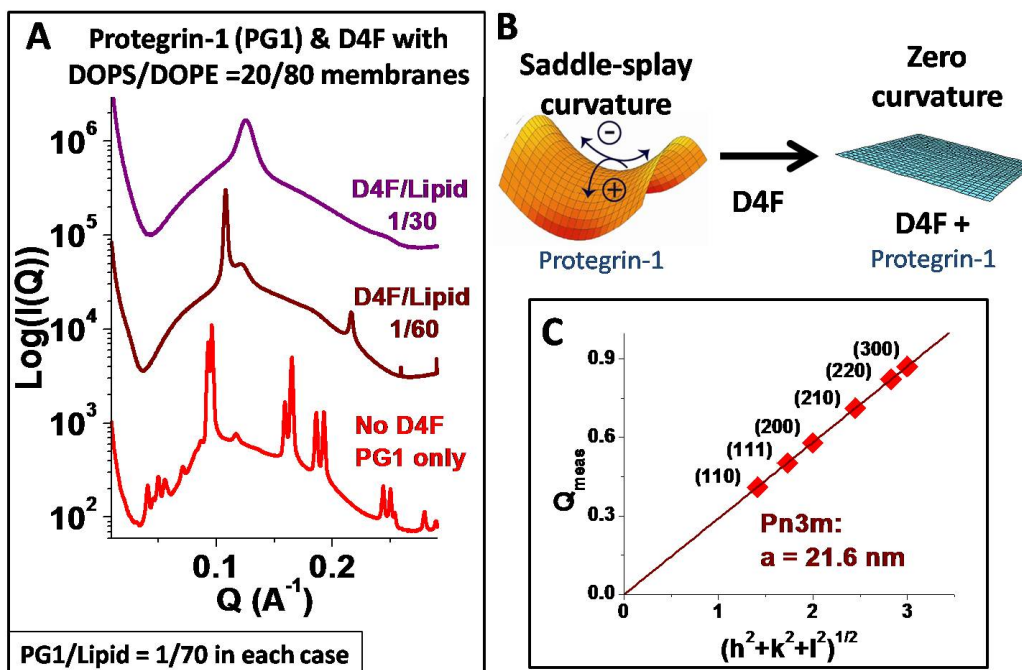 A
Protegrin-1 (PG1) & D4F with
DOPS/DOPE =20/80 membranes
Log(I(Q))
10⁶
10⁵
10⁴
10³
10²
D4F/Lipid
1/30
D4F/Lipid
1/60
No D4F
PG1 only
0.1
0.2
Q (A⁻¹)
PG1/Lipid = 1/70 in each case
B
Saddle-splay
curvature
Zero
curvature
−
+
D4F
Protegrin-1
D4F +
Protegrin-1
C
Q_meas
0.9
0.6
0.3
0.0
(300)
(220)
(210)
(200)
(111)
(110)
Pn3m:
a = 21.6 nm
0
1
2
3
(h²+k²+l²)^1/2